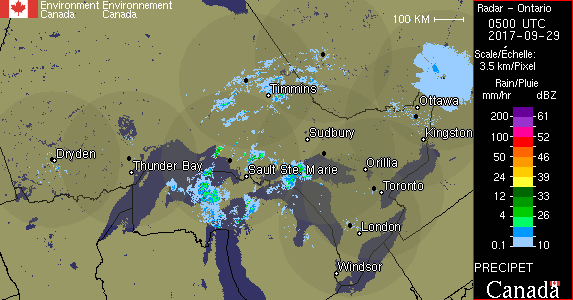 Environment Environnement
Canada Canada
100 KM
Radar - Ontario
0500 UTC
2017-09-29
Scale/Échelle:
3.5 km/Pixel
Rain/Pluie
mm/hr dBZ
200 61
100 52
50 46
24 39
12 33
4 26
0.1 10
PRECIPET
Canada
Timmins
Ottawa
Sudbury
Kingston
Dryden
Thunder Bay
Sault Ste. Marie
Orillia
Toronto
London
Windsor